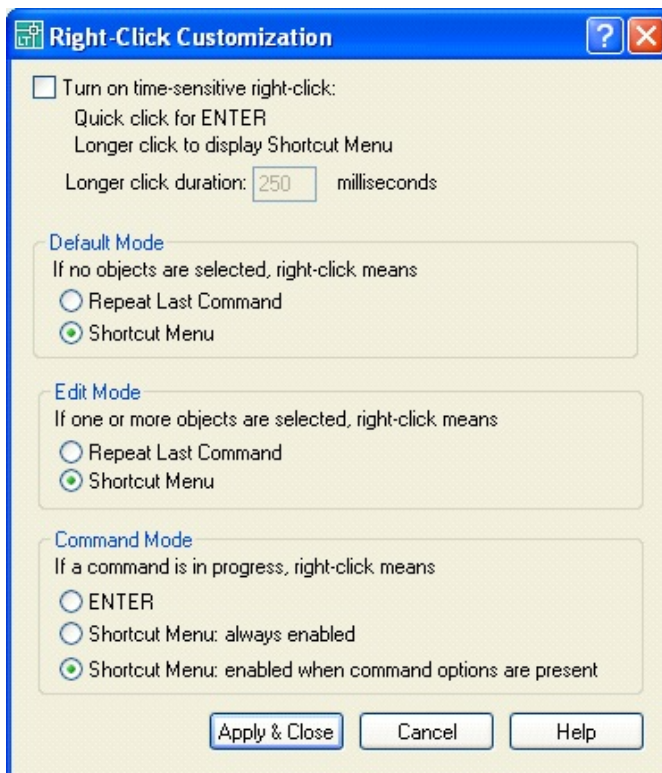 LT
Right-Click Customization
Turn on time-sensitive right-click:
Quick click for ENTER
Longer click to display Shortcut Menu
Longer click duration: 250 milliseconds
Default Mode
If no objects are selected, right-click means
Repeat Last Command
Shortcut Menu
Edit Mode
If one or more objects are selected, right-click means
Repeat Last Command
Shortcut Menu
Command Mode
If a command is in progress, right-click means
ENTER
Shortcut Menu: always enabled
Shortcut Menu: enabled when command options are present
Apply & Close Cancel Help